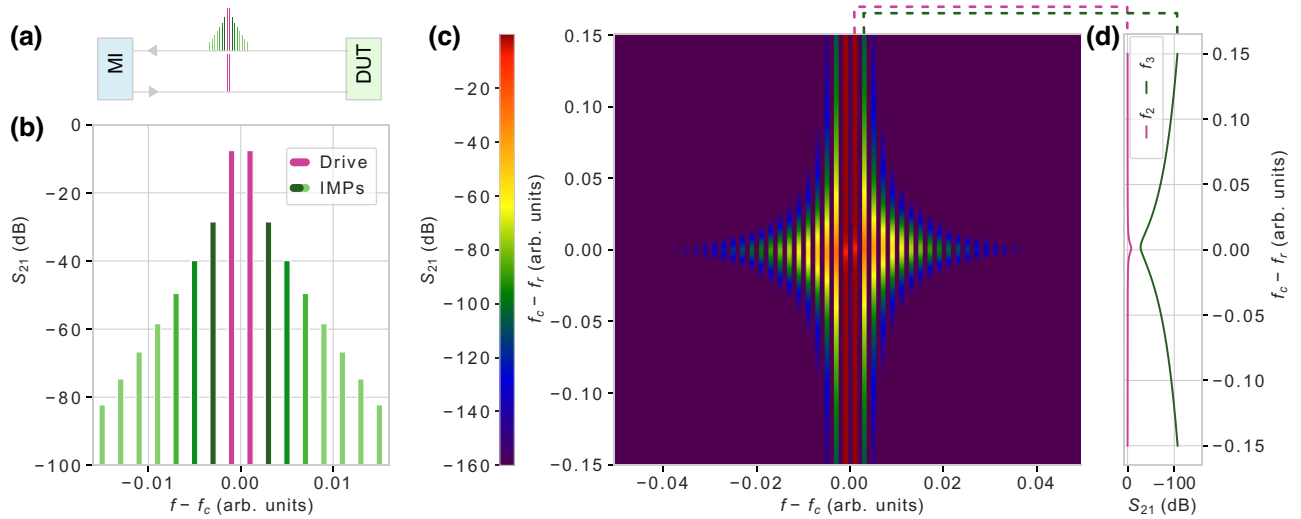 (a)
MI
DUT
(b)
0
−20
−40
−60
−80
−100
S21 (dB)
Drive
IMPs
−0.01
0.00
0.01
f − fc (arb. units)
(c)
−20
−40
−60
−80
−100
−120
−140
−160
S21 (dB)
0.15
0.10
0.05
0.00
−0.05
−0.10
−0.15
fc − fr (arb. units)
−0.04
−0.02
0.00
0.02
0.04
f − fc (arb. units)
(d)
f2
f3
0.15
0.10
0.05
0.00
−0.05
−0.10
−0.15
fc − fr (arb. units)
0
−100
S21 (dB)